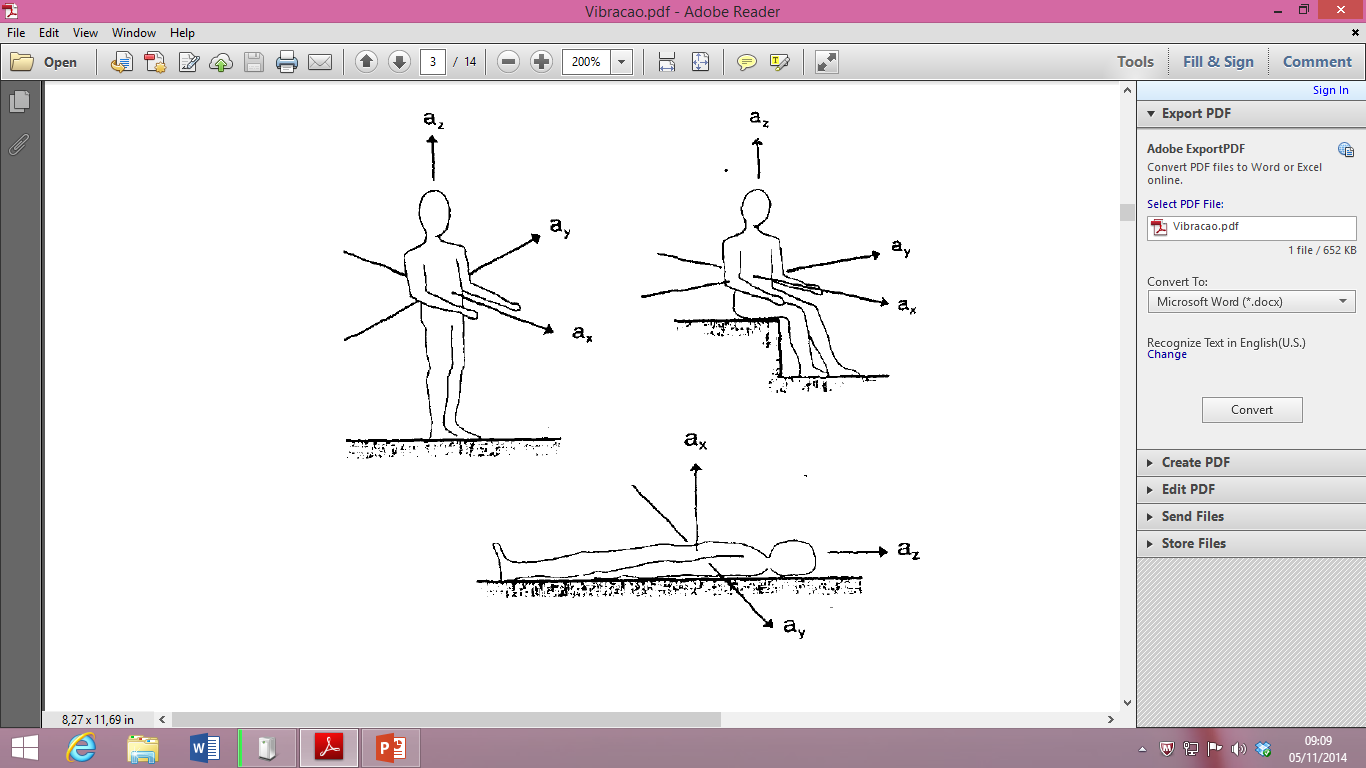 Vibracao.pdf - Adobe Reader
File Edit View Window Help
Open 3 / 14 200% Tools Fill & Sign Comment
Sign In
Export PDF
Adobe ExportPDF
Convert PDF files to Word or Excel
online.
Select PDF File:
Vibracao.pdf
1 file / 652 KB
Convert To:
Microsoft Word (*.docx)
Recognize Text in English(U.S.)
Change
Convert
Create PDF
Edit PDF
Send Files
Store Files
az
ay
ax
az
ay
ax
ax
az
ay
8,27 x 11,69 in
09:09
05/11/2014